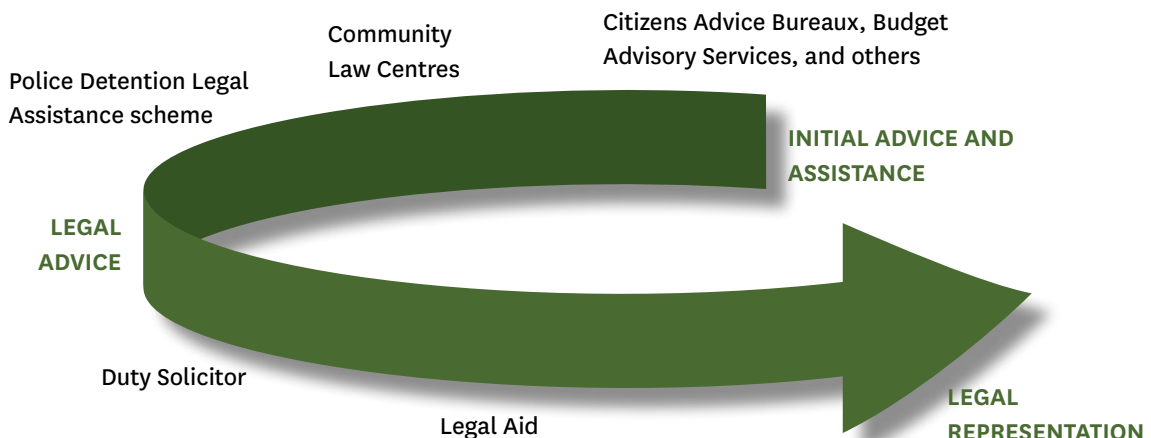 Citizens Advice Bureaux, Budget
Advisory Services, and others
Community
Law Centres
Police Detention Legal
Assistance scheme
INITIAL ADVICE AND
ASSISTANCE
LEGAL
ADVICE
Duty Solicitor
Legal Aid
LEGAL
REPRESENTATION